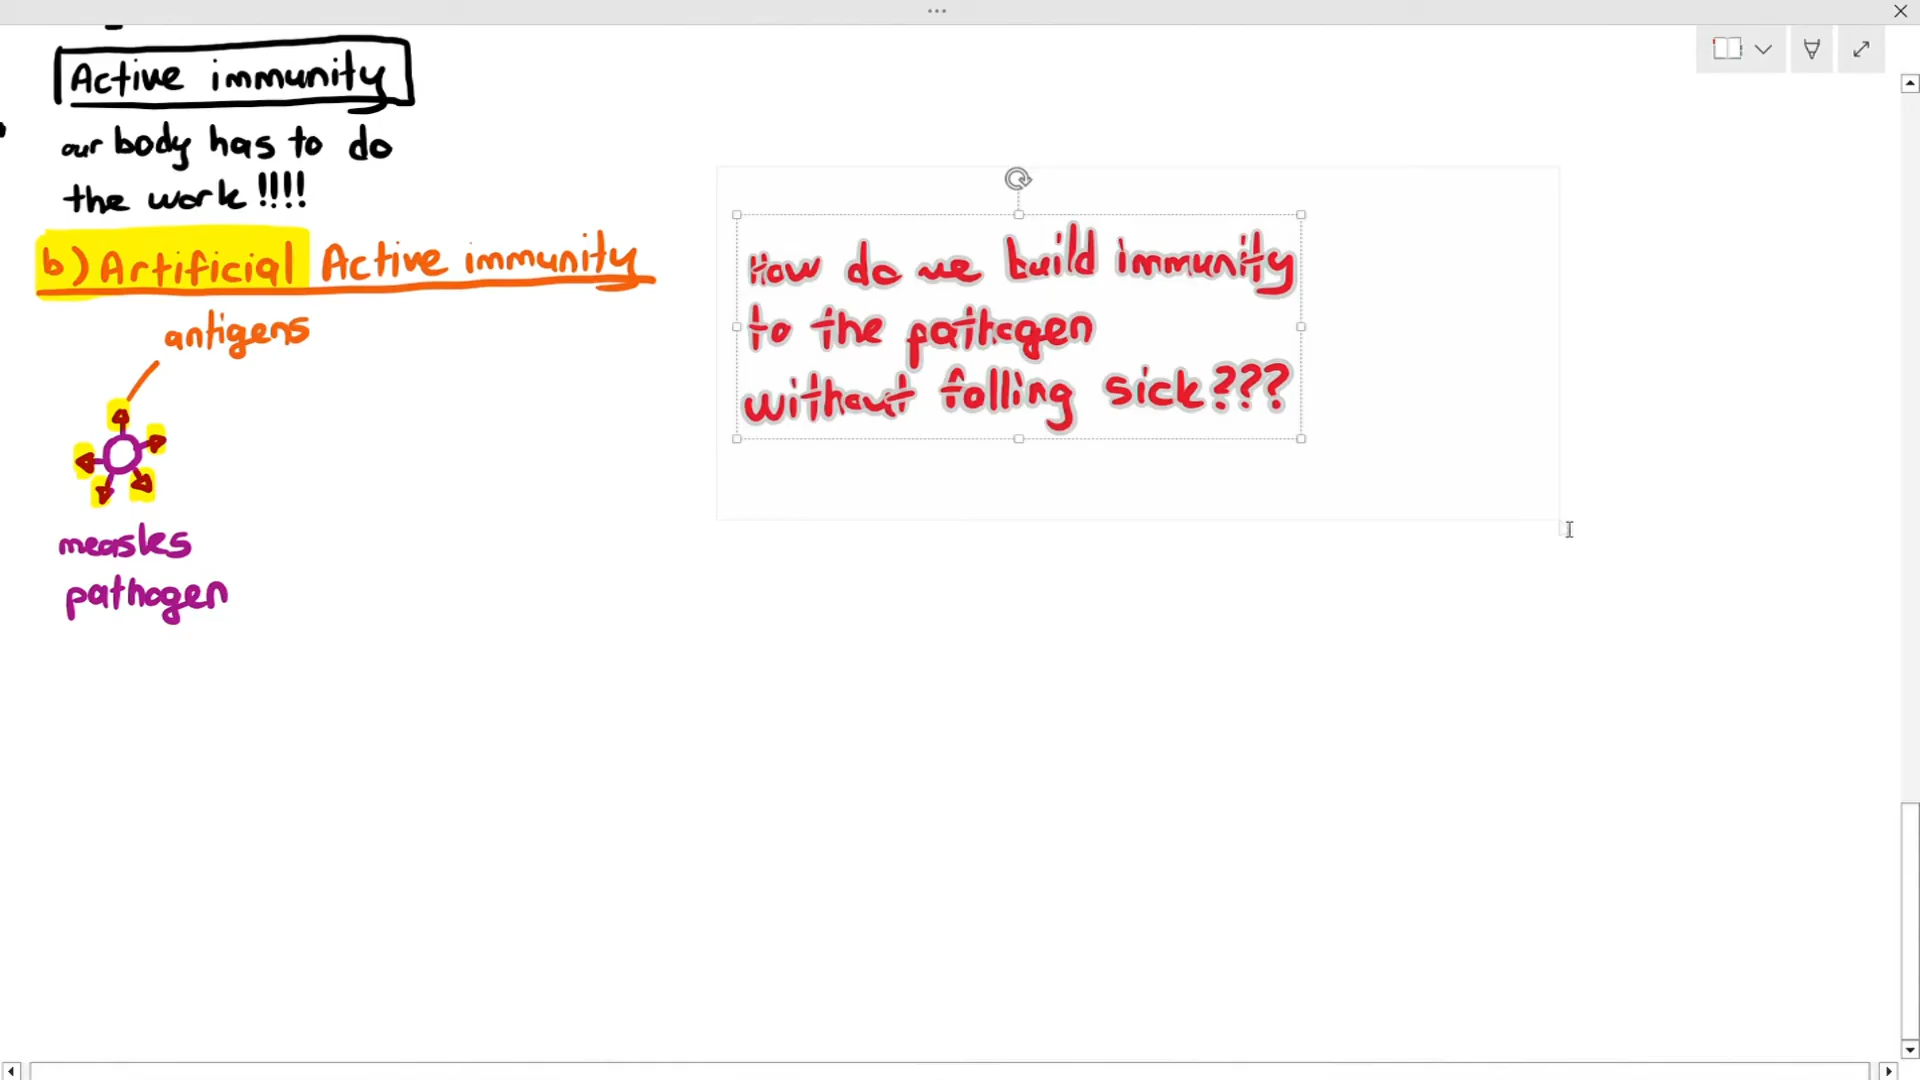 Active immunity
our body has to do
the work !!!!
b) Artificial Active immunity
antigens
measles
pathogen
How do we build immunity
to the pathogen
without falling sick???